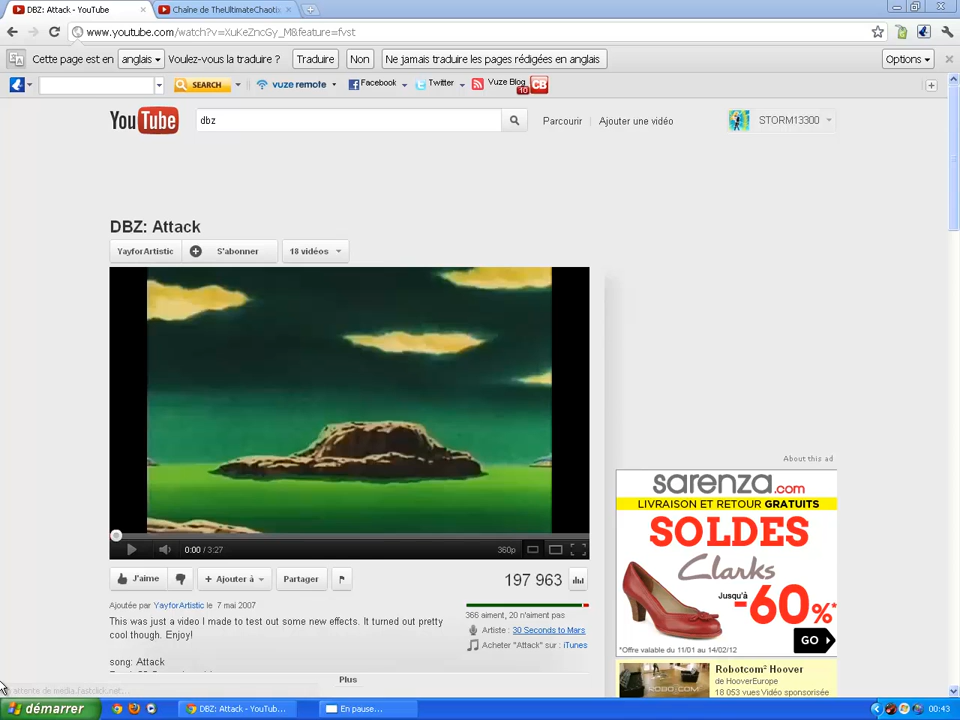 DBZ: Attack - YouTube
Chaîne de TheUltimateChaotix
www.youtube.com/watch?v=XuKeZncGy_M&feature=fvst
Cette page est en anglais Voulez-vous la traduire ? Traduire Non Ne jamais traduire les pages rédigées en anglais Options
SEARCH vuze remote Facebook Twitter Vuze Blog 10 CB
YouTube dbz Parcourir Ajouter une vidéo STORM13300
DBZ: Attack
YayforArtistic S'abonner 18 vidéos
0:00 / 3:27 360p
J'aime Ajouter à Partager 197 963
Ajoutée par YayforArtistic le 7 mai 2007
This was just a video I made to test out some new effects. It turned out pretty
cool though. Enjoy!
song: Attack
366 aiment, 20 n'aiment pas
Artiste : 30 Seconds to Mars
Acheter "Attack" sur : iTunes
Plus
About this ad
sarenza.com
LIVRAISON ET RETOUR GRATUITS
SOLDES
Clarks
Jusqu'à
-60%*
GO
*Offre valable du 11/01 au 14/02/12
Robotcom² Hoover
de HooverEurope
18 053 vues Vidéo sponsorisée
ROBO.COM
démarrer DBZ: Attack - YouTub... En pause... 00:43